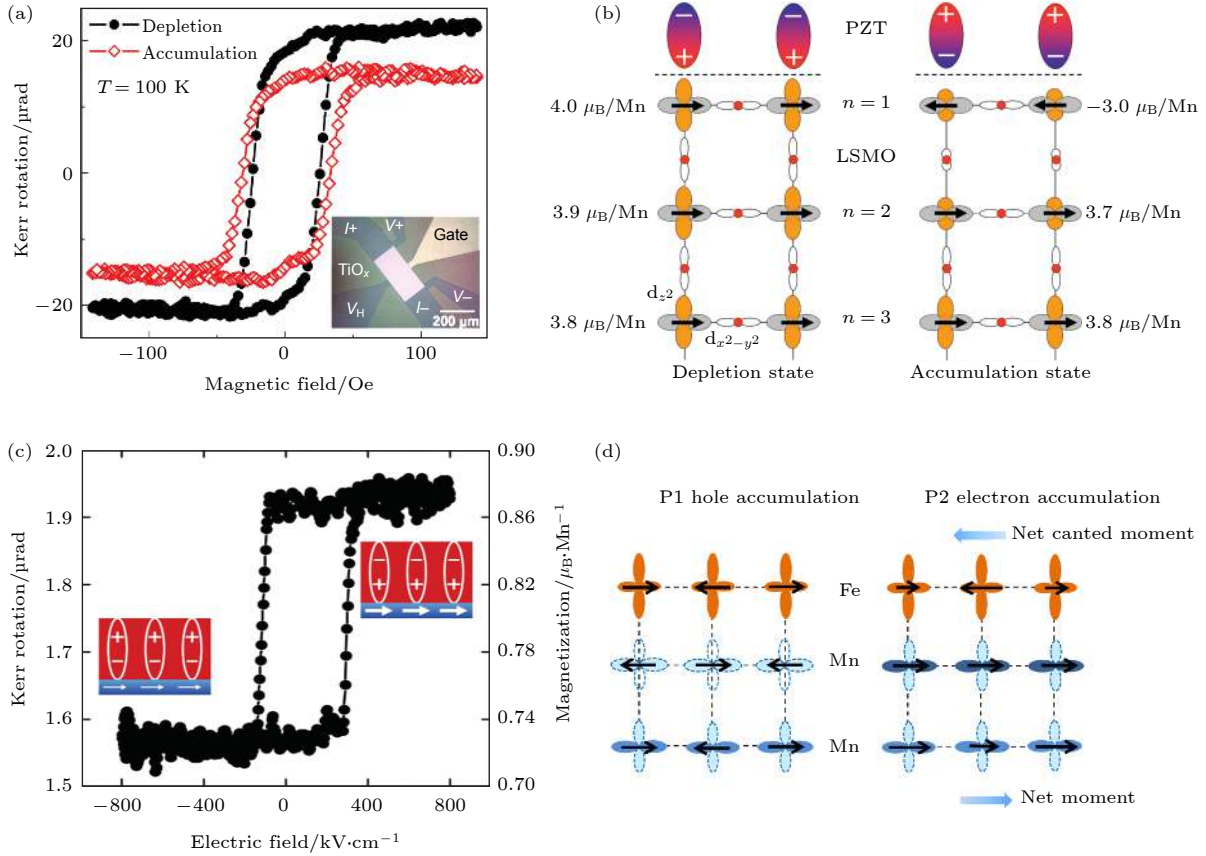 (a)
Depletion
Accumulation
T = 100 K
20
0
−20
Kerr rotation/μrad
−100
0
100
Magnetic field/Oe
I+
V+
Gate
TiOx
VH
I−
V−
200 μm
(b)
PZT
− − + +
+ + − −
4.0 μB/Mn
n = 1
−3.0 μB/Mn
LSMO
3.9 μB/Mn
n = 2
3.7 μB/Mn
dz2
3.8 μB/Mn
n = 3
3.8 μB/Mn
dx2−y2
Depletion state
Accumulation state
(c)
2.0
1.9
1.8
1.7
1.6
1.5
Kerr rotation/μrad
0.90
0.86
0.82
0.78
0.74
0.70
Magnetization/μB·Mn−1
− − −
+ + +
+ + +
− − −
−800
−400
0
400
800
Electric field/kV·cm−1
(d)
P1 hole accumulation
P2 electron accumulation
Net canted moment
Fe
Mn
Mn
Net moment